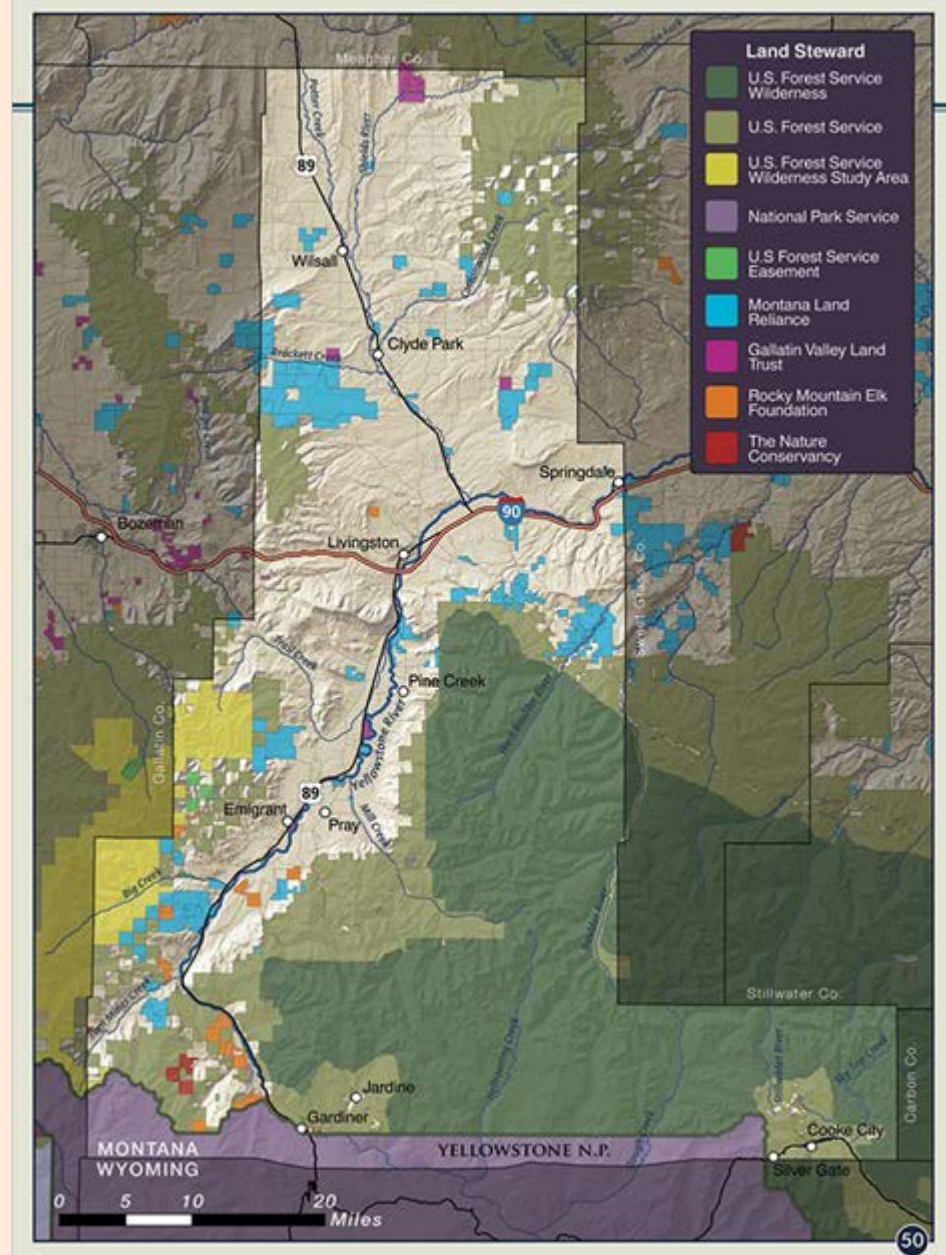 Meagher Co.
Land Steward
U.S. Forest Service
Wilderness
U.S. Forest Service
U.S. Forest Service
Wilderness Study Area
National Park Service
U.S Forest Service
Easement
Montana Land
Reliance
Gallatin Valley Land
Trust
Rocky Mountain Elk
Foundation
The Nature
Conservancy
Potter Creek
Shields River
89
Wilsall
Clyde Park
Brackett Creek
Springdale
90
Bozeman
Livingston
Pine Creek
Gallatin Co.
Yellowstone River
89
Emigrant
Pray
Mill Creek
Big Creek
Stillwater Co.
Carbon Co.
Jardine
Gardiner
Cooke City
Silver Gate
MONTANA
WYOMING
YELLOWSTONE N.P.
0 5 10 20
Miles
50